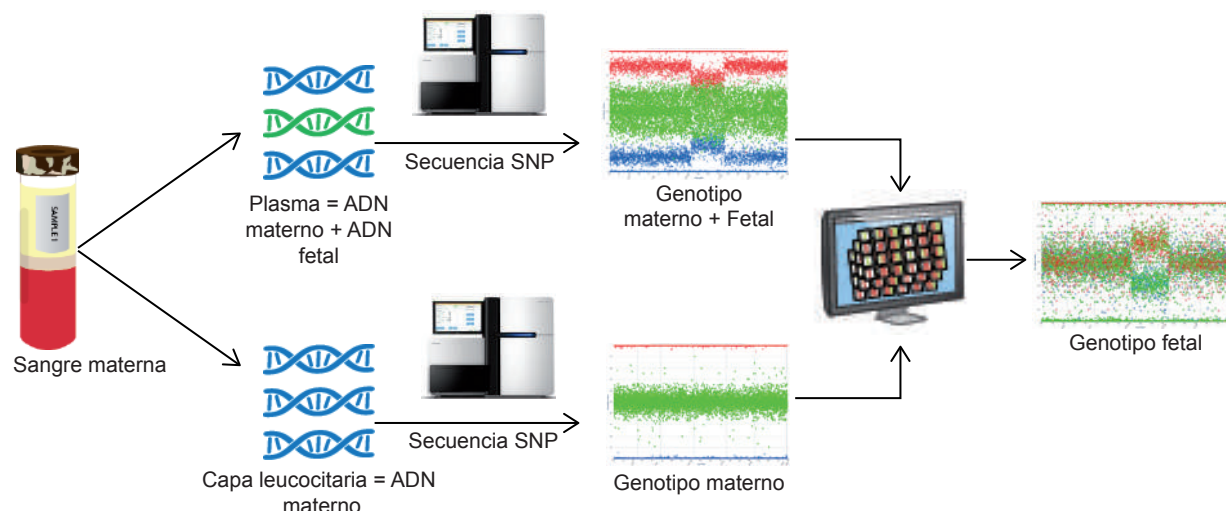 SAMPLE I
Sangre materna
Plasma = ADN
materno + ADN
fetal
Secuencia SNP
Genotipo
materno + Fetal
Capa leucocitaria = ADN
materno
Secuencia SNP
Genotipo materno
Genotipo fetal